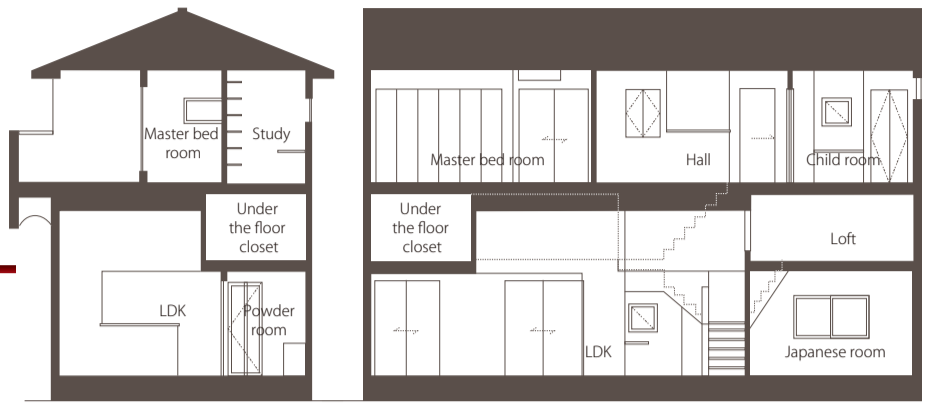 Master bed
room
Study
Under
the floor
closet
LDK
Powder
room
Master bed room
Hall
Child room
Under
the floor
closet
Loft
LDK
Japanese room